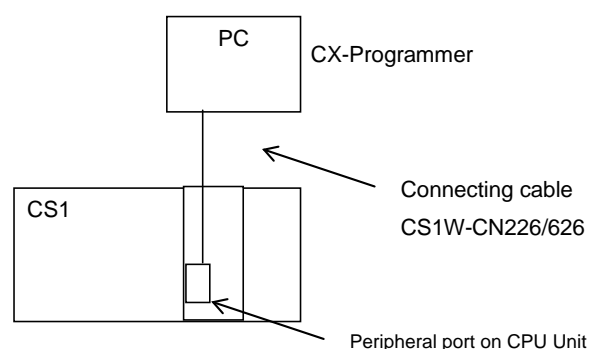 PC
CX-Programmer
Connecting cable
CS1W-CN226/626
CS1
Peripheral port on CPU Unit